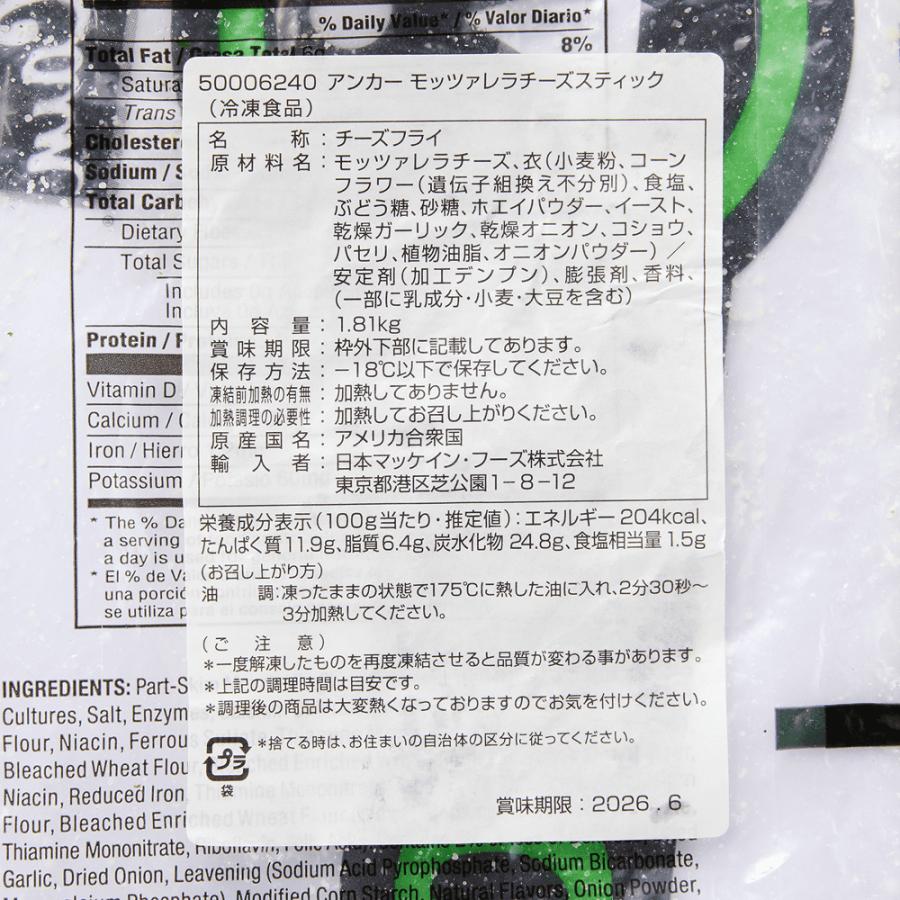 % Daily Value* / % Valor Diario*
Total Fat / Grasa Total 6g
8%
Satura
Trans
Cholester
Sodium / S
Total Carb
Dietary
Total S
In
In
Protein / P
Vitamin D
Calcium / C
Iron / Hierr
Potassium
* The % Da
a serving
a day is u
* El % de Va
una porció
se utiliza p
50006240 アンカー モッツァレラチーズスティック
（冷凍食品）
名称：チーズフライ
原材料名：モッツァレラチーズ、衣（小麦粉、コーン
フラワー（遺伝子組換え不分別）、食塩、
ぶどう糖、砂糖、ホエイパウダー、イースト、
乾燥ガーリック、乾燥オニオン、コショウ、
パセリ、植物油脂、オニオンパウダー）／
安定剤（加工デンプン）、膨張剤、香料、
（一部に乳成分・小麦・大豆を含む）
内容量：1.81kg
賞味期限：枠外下部に記載してあります。
保存方法：−18℃以下で保存してください。
凍結前加熱の有無：加熱してありません。
加熱調理の必要性：加熱してお召し上がりください。
原産国名：アメリカ合衆国
輸入者：日本マッケイン・フーズ株式会社
東京都港区芝公園1−8−12
栄養成分表示（100g当たり・推定値）：エネルギー 204kcal、
たんぱく質 11.9g、脂質 6.4g、炭水化物 24.8g、食塩相当量 1.5g
（お召し上がり方）
油調：凍ったままの状態で175℃に熱した油に入れ、2分30秒〜
3分加熱してください。
（ご注意）
＊一度解凍したものを再度凍結させると品質が変わる事があります。
＊上記の調理時間は目安です。
＊調理後の商品は大変熱くなっておりますのでお気を付けください。
プラ
袋
＊捨てる時は、お住まいの自治体の区分に従ってください。
賞味期限：2026．6
INGREDIENTS: Part-Sk
Cultures, Salt, Enzyme
Flour, Niacin, Ferrou
Bleached Wheat Flou
Niacin, Reduced Iron
Flour, Bleached Enri
Thiamine Mononitrate, Riboflavin, Folic Acid
Garlic, Dried Onion, Leavening (Sodium Acid Pyrophosphate, Sodium Bicarbonate,
Phosphate), Modified Corn Starch, Natural Flavors, Onion Powder,